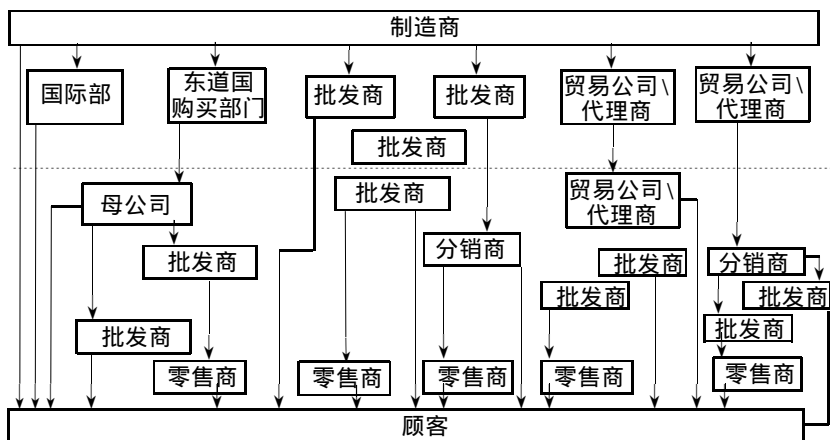 制造商
国际部
东道国
购买部门
批发商
批发商
贸易公司\
代理商
贸易公司\
代理商
批发商
母公司
批发商
贸易公司\
代理商
批发商
分销商
批发商
分销商
批发商
批发商
批发商
批发商
零售商
零售商
零售商
零售商
零售商
顾客